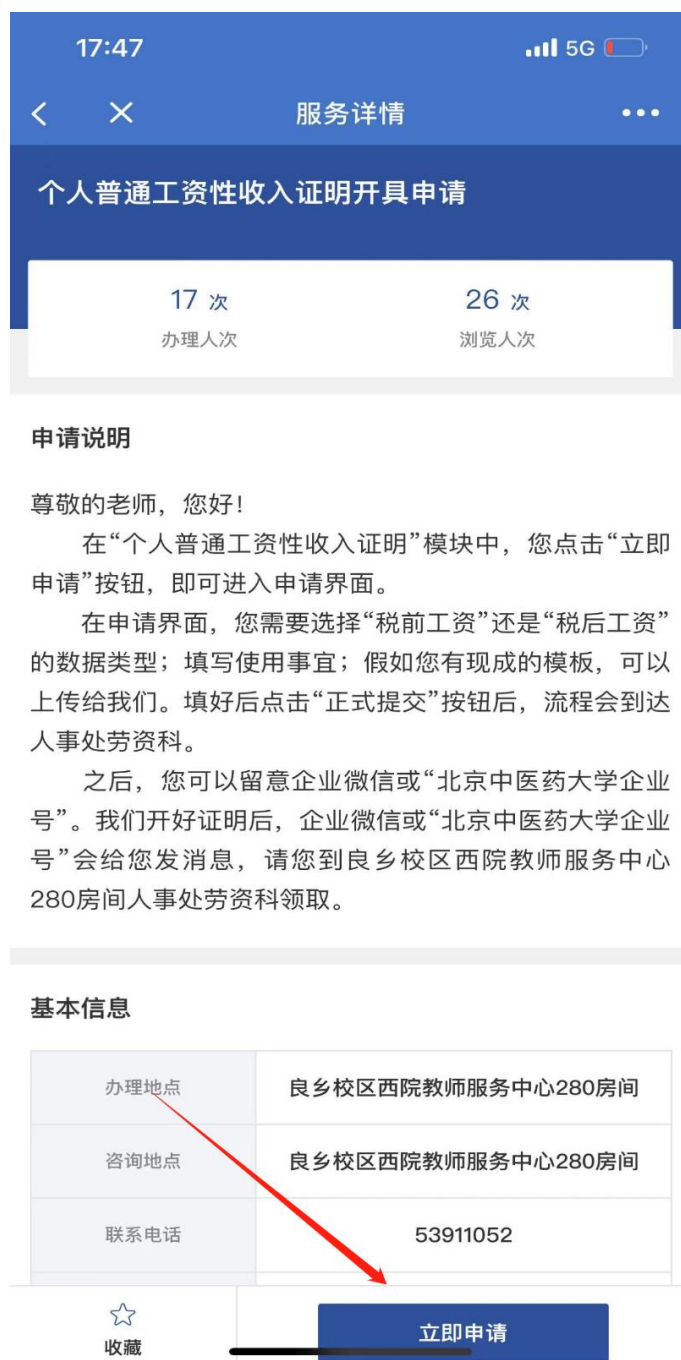 17:47
5G
服务详情
个人普通工资性收入证明开具申请
17 次
26 次
办理人次
浏览人次
申请说明
尊敬的老师，您好！
在“个人普通工资性收入证明”模块中，您点击“立即
申请”按钮，即可进入申请界面。
在申请界面，您需要选择“税前工资”还是“税后工资”
的数据类型；填写使用事宜；假如您有现成的模板，可以
上传给我们。填好后点击“正式提交”按钮后，流程会到达
人事处劳资科。
之后，您可以留意企业微信或“北京中医药大学企业
号”。我们开好证明后，企业微信或“北京中医药大学企业
号”会给您发消息，请您到良乡校区西院教师服务中心
280房间人事处劳资科领取。
基本信息
办理地点
良乡校区西院教师服务中心280房间
咨询地点
良乡校区西院教师服务中心280房间
联系电话
53911052
收藏
立即申请